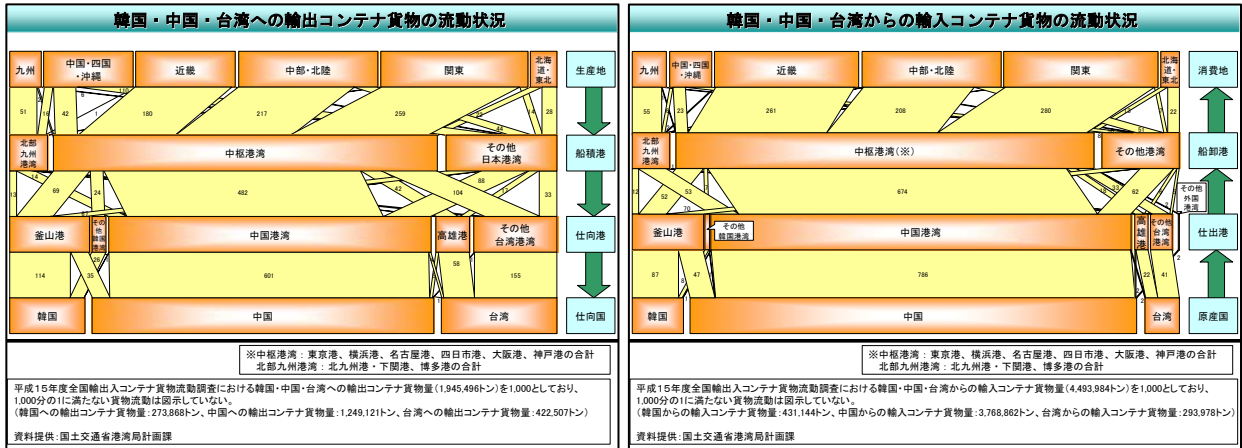 韓国・中国・台湾への輸出コンテナ貨物の流動状況
九州
中国・四国・沖縄
近畿
中部・北陸
関東
北海道・東北
生産地
51
16
42
6
110
1
180
217
259
22
44
14
28
北部九州港湾
中枢港湾
その他日本港湾
船積港
13
14
69
24
482
42
88
104
33
釜山港
その他韓国港湾
中国港湾
高雄港
その他台湾港湾
仕向港
114
35
26
601
58
1
155
韓国
中国
台湾
仕向国
※中枢港湾:東京港、横浜港、名古屋港、四日市港、大阪港、神戸港の合計
北部九州港湾:北九州港・下関港、博多港の合計
平成15年度全国輸出入コンテナ貨物流動調査における韓国・中国・台湾への輸出コンテナ貨物量(1,945,496トン)を1,000としており、
1,000分の1に満たない貨物流動は図示していない。
(韓国への輸出コンテナ貨物量:273,868トン、中国への輸出コンテナ貨物量:1,249,121トン、台湾への輸出コンテナ貨物量:422,507トン)
資料提供:国土交通省港湾局計画課
韓国・中国・台湾からの輸入コンテナ貨物の流動状況
九州
中国・四国・沖縄
近畿
中部・北陸
関東
北海道・東北
消費地
55
23
261
208
280
51
22
北部九州港湾
1
中枢港湾(※)
8
その他港湾
船卸港
12
52
53
70
674
33
62
その他外国港湾
釜山港
その他韓国港湾
中国港湾
高雄港
その他台湾港湾
仕出港
87
8
47
1
786
2
22
41
2
韓国
中国
2
台湾
原産国
※中枢港湾:東京港、横浜港、名古屋港、四日市港、大阪港、神戸港の合計
北部九州港湾:北九州港・下関港、博多港の合計
平成15年度全国輸出入コンテナ貨物流動調査における韓国・中国・台湾からの輸入コンテナ貨物量(4,493,984トン)を1,000としており、
1,000分の1に満たない貨物流動は図示していない。
(韓国からの輸入コンテナ貨物量:431,144トン、中国からの輸入コンテナ貨物量:3,768,862トン、台湾からの輸入コンテナ貨物量:293,978トン)
資料提供:国土交通省港湾局計画課